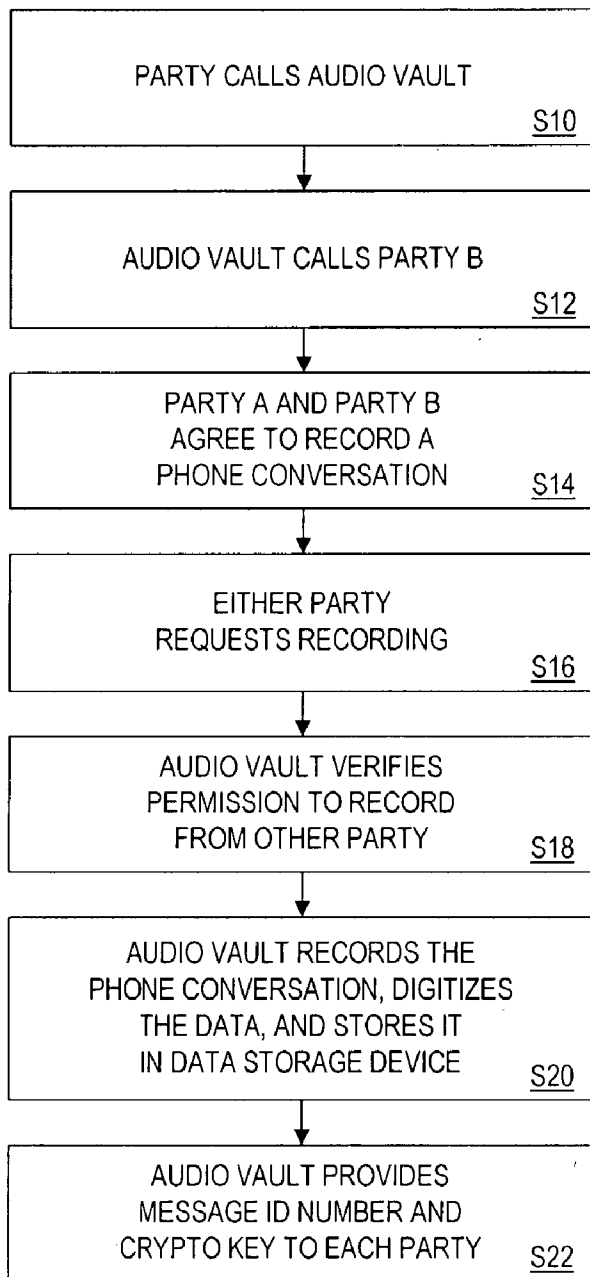 PARTY CALLS AUDIO VAULT
S10
AUDIO VAULT CALLS PARTY B
S12
PARTY A AND PARTY B
AGREE TO RECORD A
PHONE CONVERSATION
S14
EITHER PARTY
REQUESTS RECORDING
S16
AUDIO VAULT VERIFIES
PERMISSION TO RECORD
FROM OTHER PARTY
S18
AUDIO VAULT RECORDS THE
PHONE CONVERSATION, DIGITIZES
THE DATA, AND STORES IT
IN DATA STORAGE DEVICE
S20
AUDIO VAULT PROVIDES
MESSAGE ID NUMBER AND
CRYPTO KEY TO EACH PARTY
S22